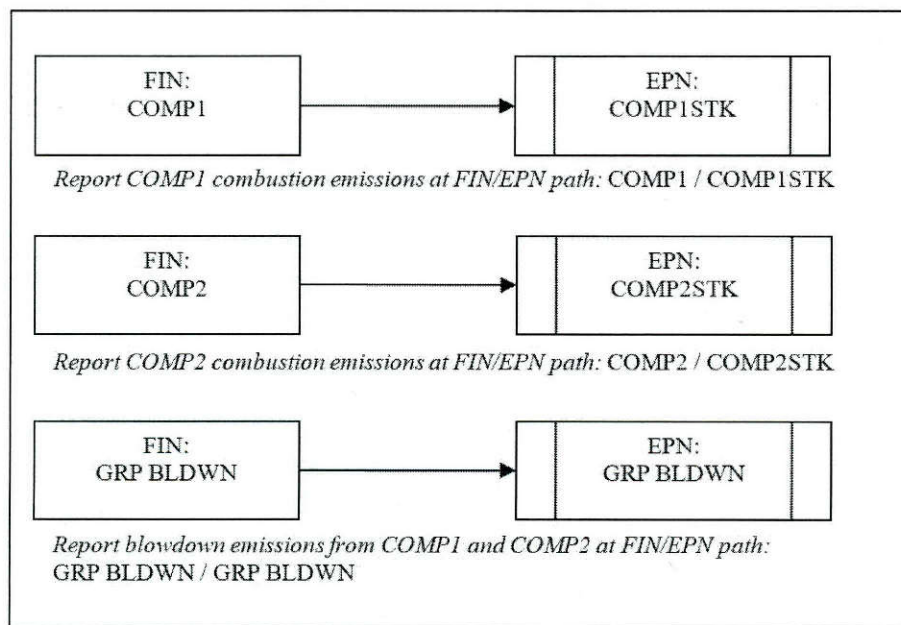 FIN:
COMP1
EPN:
COMP1STK
Report COMP1 combustion emissions at FIN/EPN path: COMP1 / COMP1STK
FIN:
COMP2
EPN:
COMP2STK
Report COMP2 combustion emissions at FIN/EPN path: COMP2 / COMP2STK
FIN:
GRP BLDWN
EPN:
GRP BLDWN
Report blowdown emissions from COMP1 and COMP2 at FIN/EPN path:
GRP BLDWN / GRP BLDWN